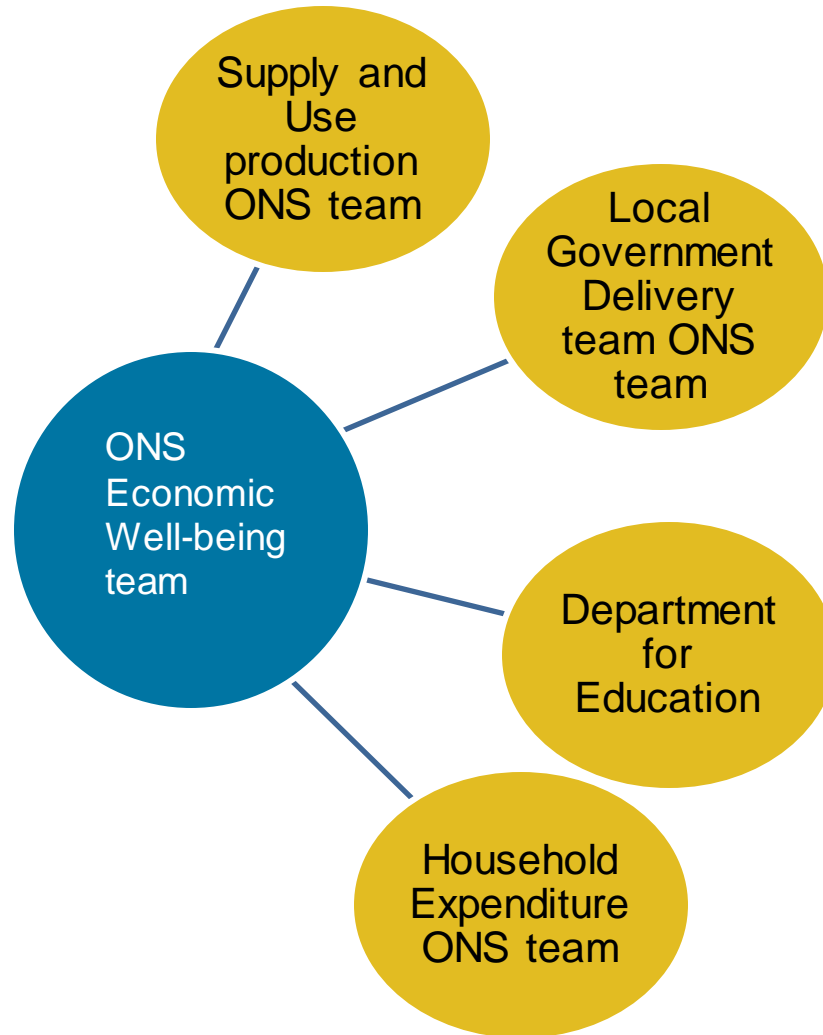 Supply and
Use
production
ONS team
Local
Government
Delivery
team ONS
team
ONS
Economic
Well-being
team
Department
for
Education
Household
Expenditure
ONS team